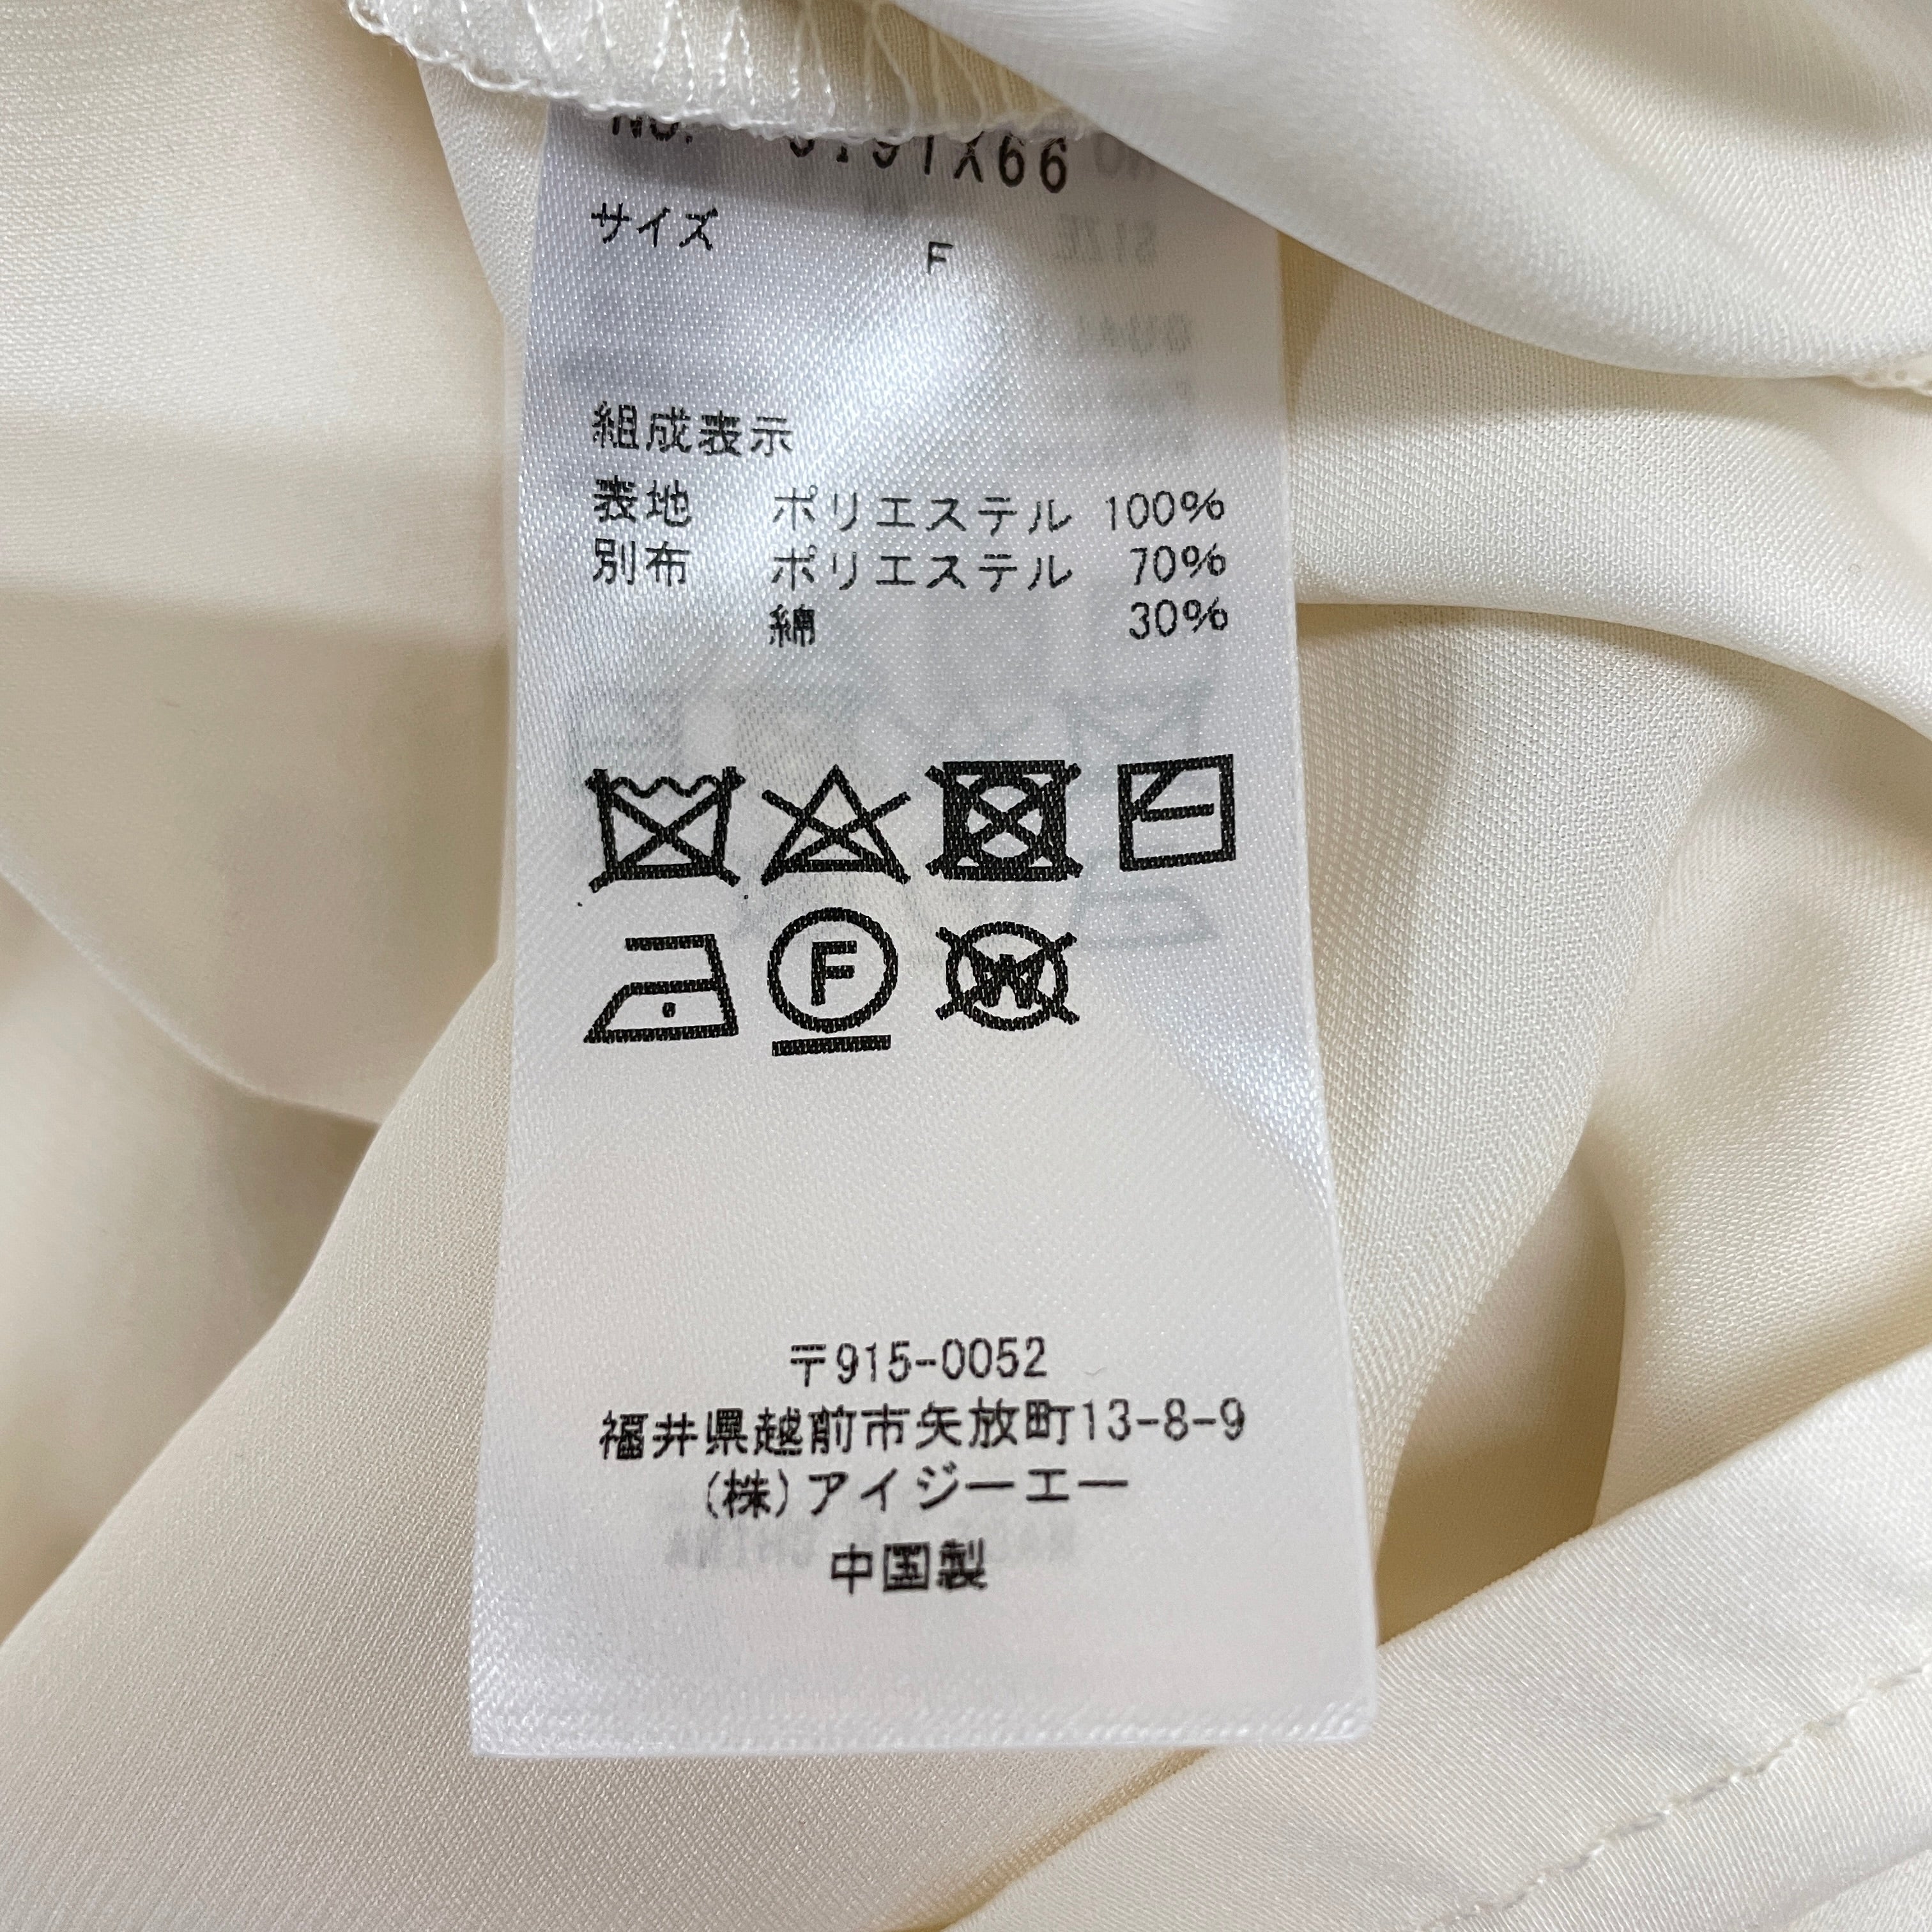 サイズ F
組成表示
表地 ポリエステル 100%
別布 ポリエステル 70%
綿 30%
F
W
〒915-0052
福井県越前市矢放町13-8-9
(株)アイジーエー
中国製